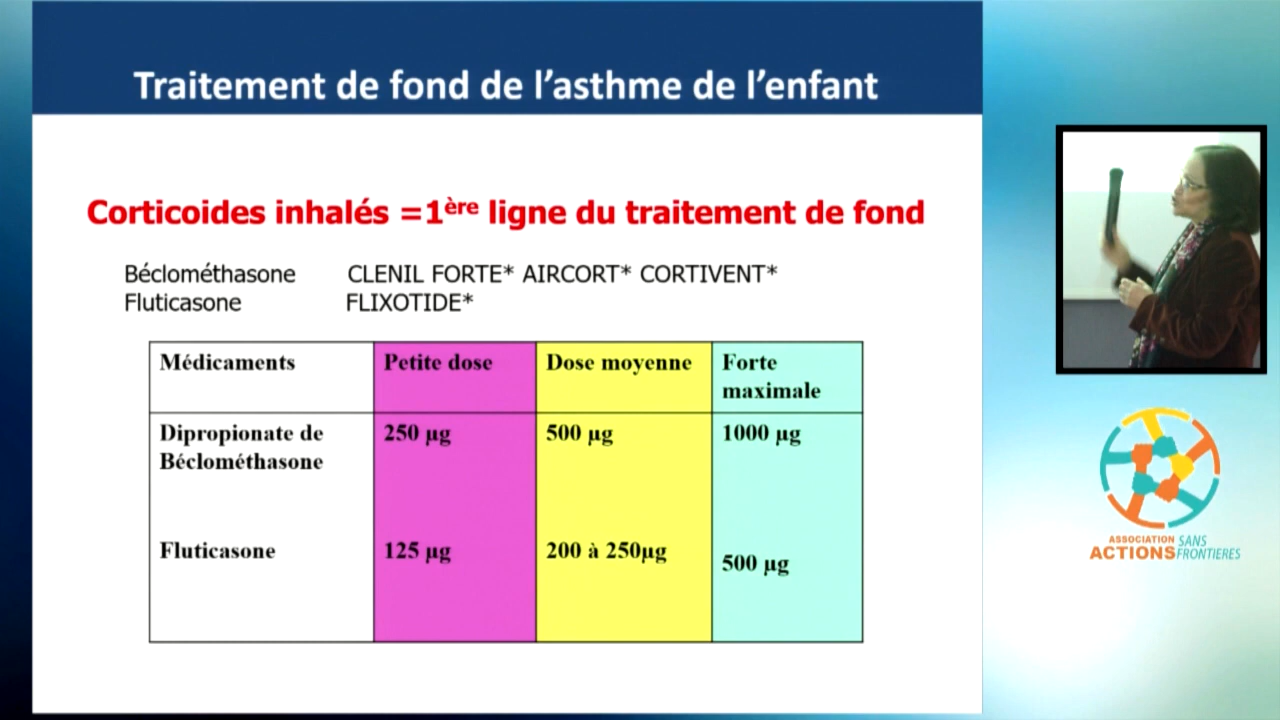 Traitement de fond de l’asthme de l’enfant
Corticoides inhalés =1ère ligne du traitement de fond
Béclométhasone CLENIL FORTE* AIRCORT* CORTIVENT*
Fluticasone FLIXOTIDE*
Médicaments Petite dose Dose moyenne Forte maximale
Dipropionate de Béclométhasone 250 µg 500 µg 1000 µg
Fluticasone 125 µg 200 à 250µg 500 µg
ASSOCIATION
ACTIONS SANS FRONTIERES